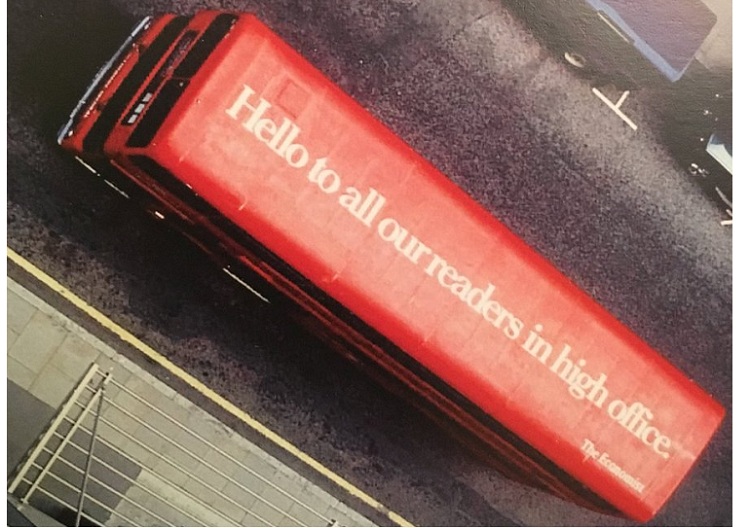 Hello to all our readers in high office.
The Economist